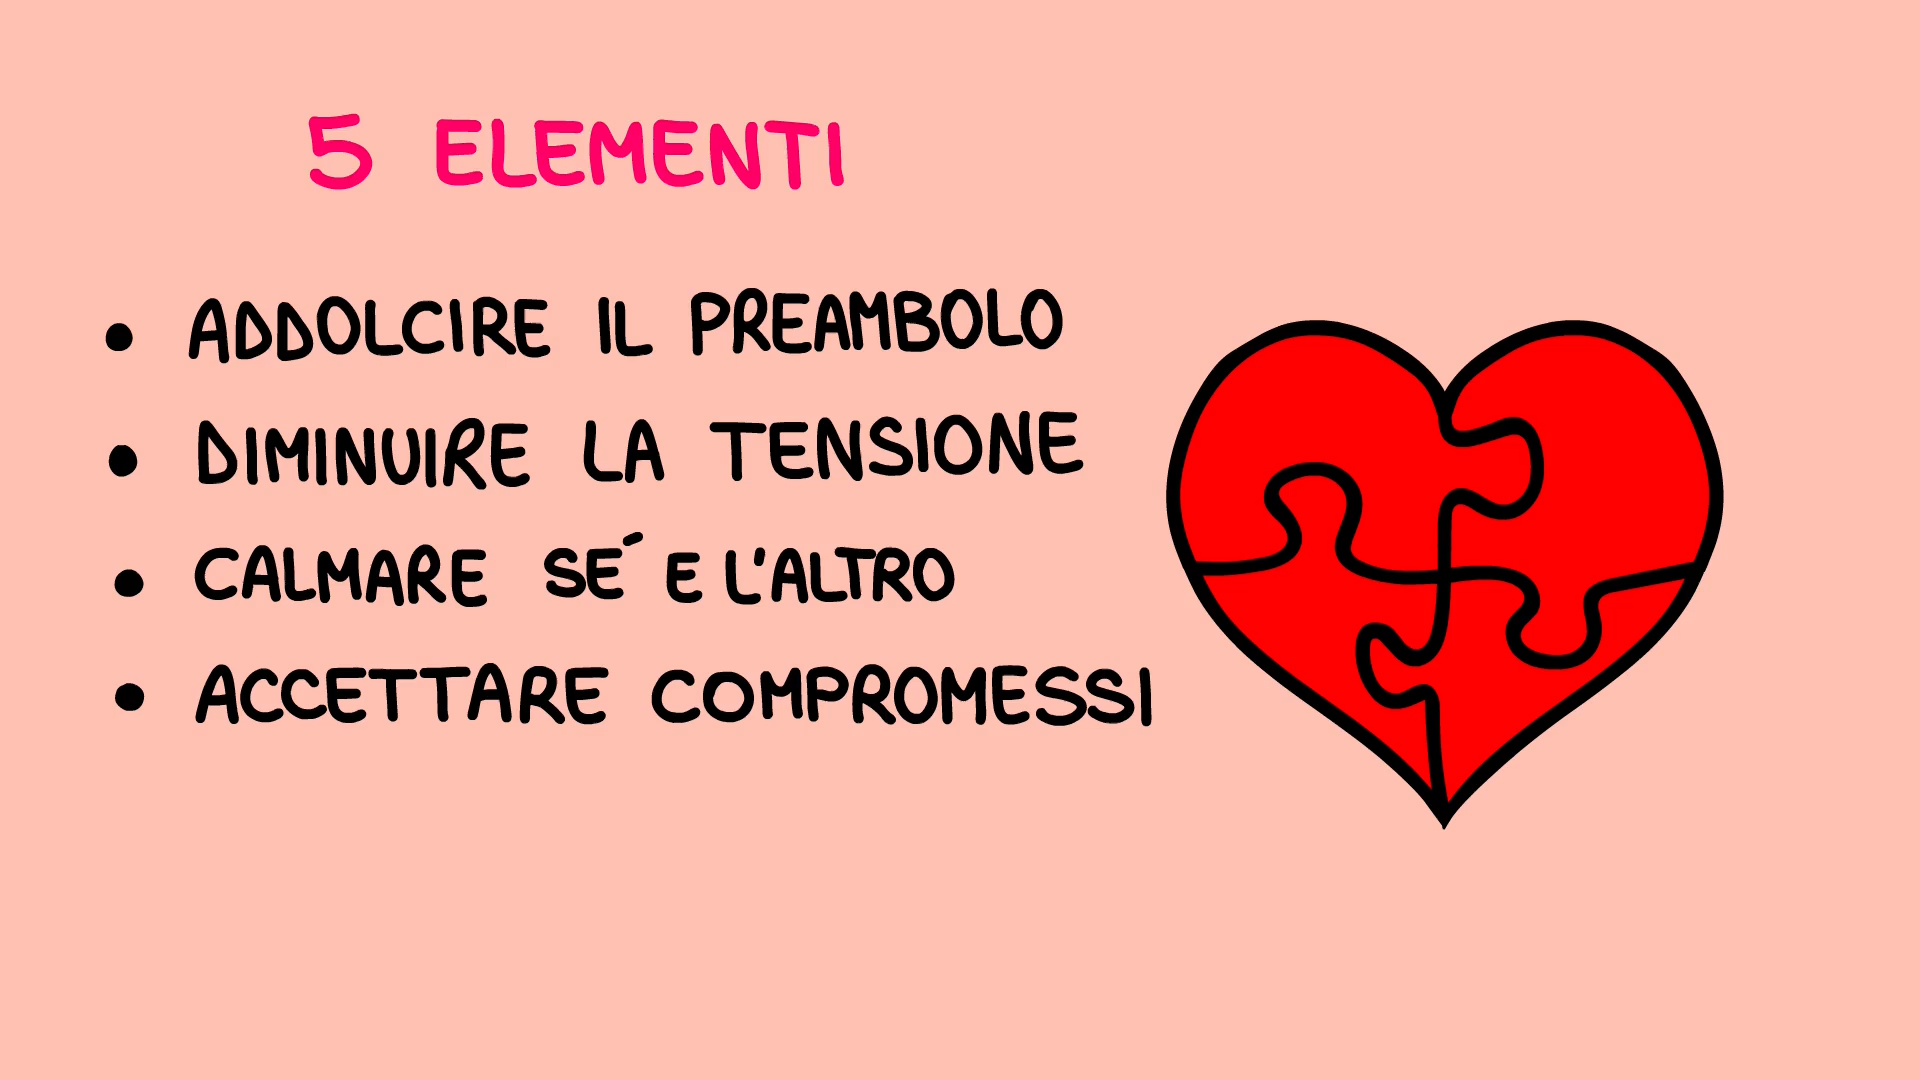 5 ELEMENTI
• ADDOLCIRE IL PREAMBOLO
• DIMINUIRE LA TENSIONE
• CALMARE SÉ E L'ALTRO
• ACCETTARE COMPROMESSI